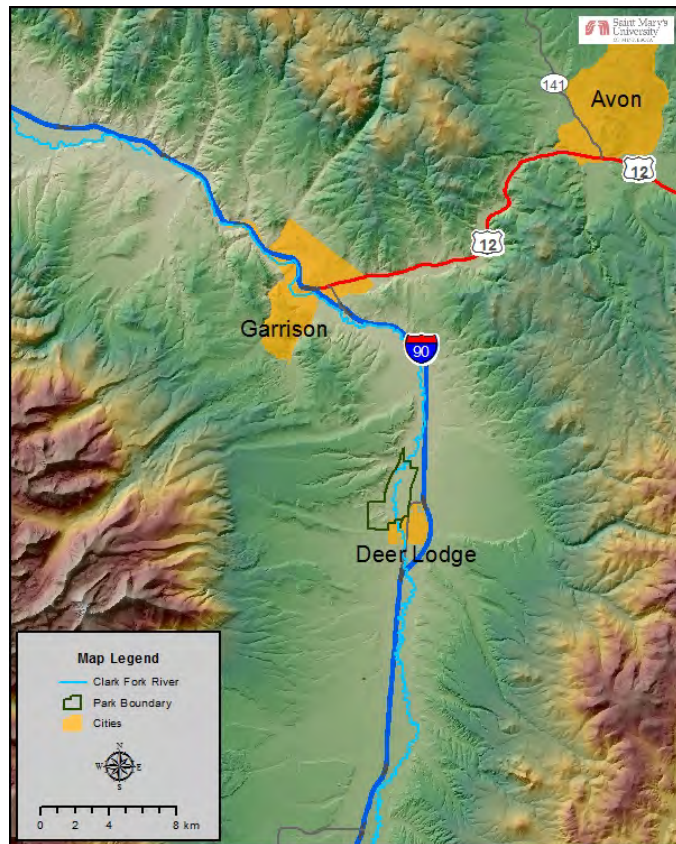 Saint Mary's
University
141
Avon
12
12
Garrison
90
Deer Lodge
Map Legend
Clark Fork River
Park Boundary
Cities
N
W E
S
0 2 4 8 km